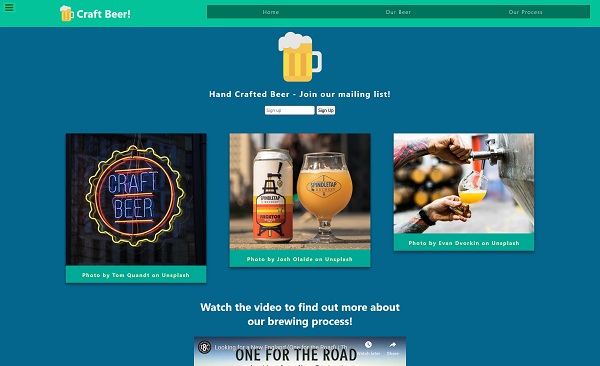 Craft Beer!
Home
Our Beer
Our Process
Hand Crafted Beer - Join our mailing list!
Sign up
Sign Up
CRAFT
BEER
SPINDLETAP
SPINDLETAP
Photo by Tom Quandt on Unsplash
Photo by Josh Olalde on Unsplash
Photo by Evan Dvorkin on Unsplash
Watch the video to find out more about
our brewing process!
Looking for a New England (One for the Road) | Th
Watch later
Share
ONE FOR THE ROAD